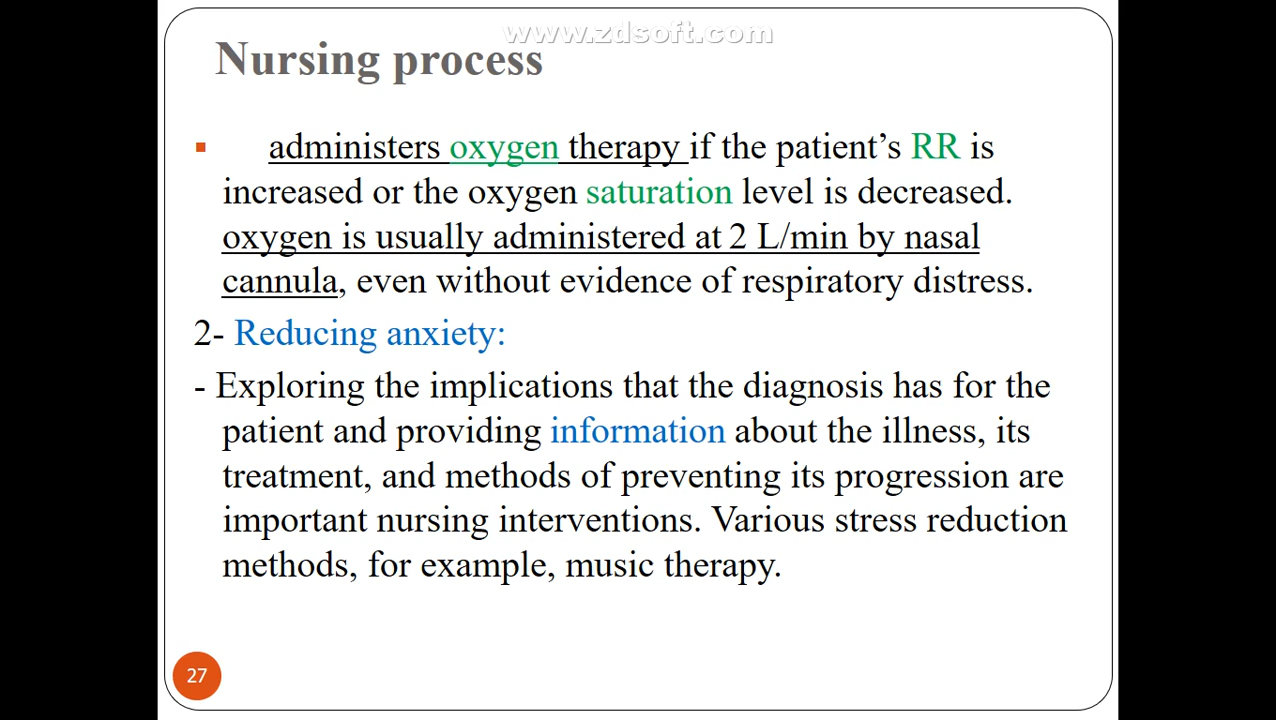 www.zdsoft.com
Nursing process
▪ administers oxygen therapy if the patient’s RR is
increased or the oxygen saturation level is decreased.
oxygen is usually administered at 2 L/min by nasal
cannula, even without evidence of respiratory distress.
2- Reducing anxiety:
- Exploring the implications that the diagnosis has for the
patient and providing information about the illness, its
treatment, and methods of preventing its progression are
important nursing interventions. Various stress reduction
methods, for example, music therapy.
27